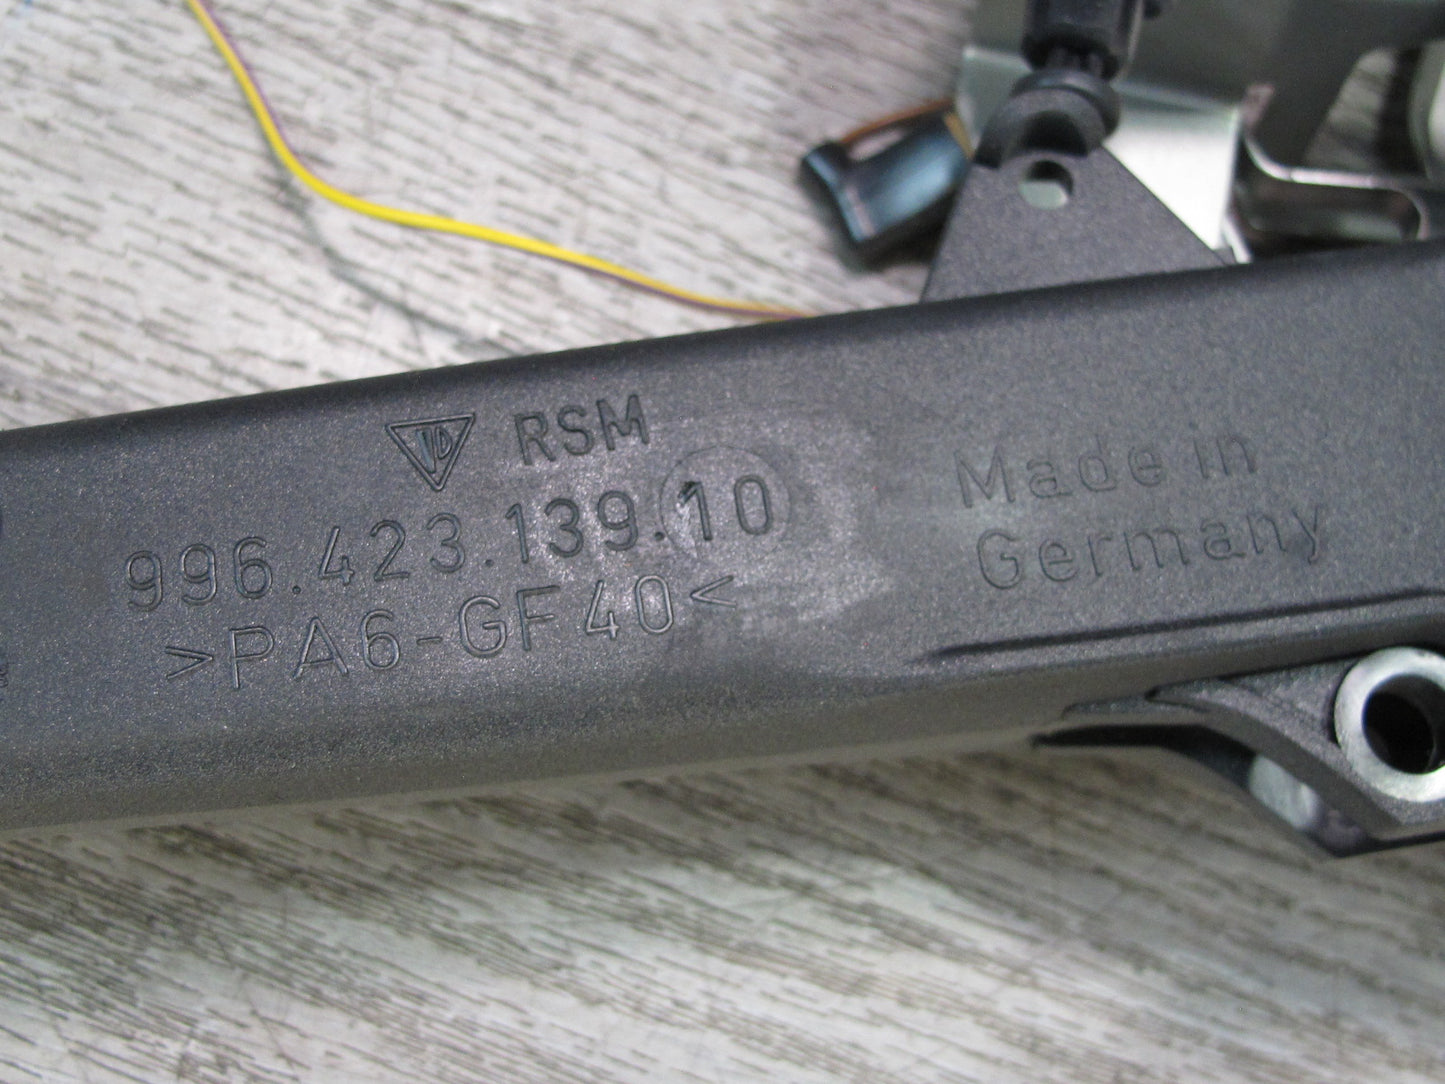 RSM
996.423.139.10
>PA6-GF40<
Made in
Germany